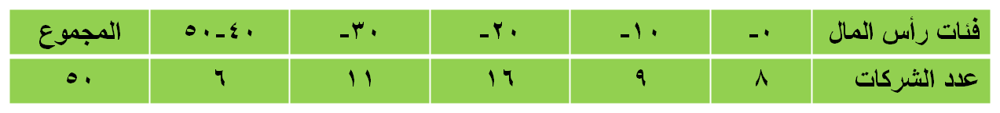 فئات رأس المال ٠- ١٠- ٢٠- ٣٠- ٤٠-٥٠ المجموع
عدد الشركات ٨ ٩ ١٦ ١١ ٦ ٥٠